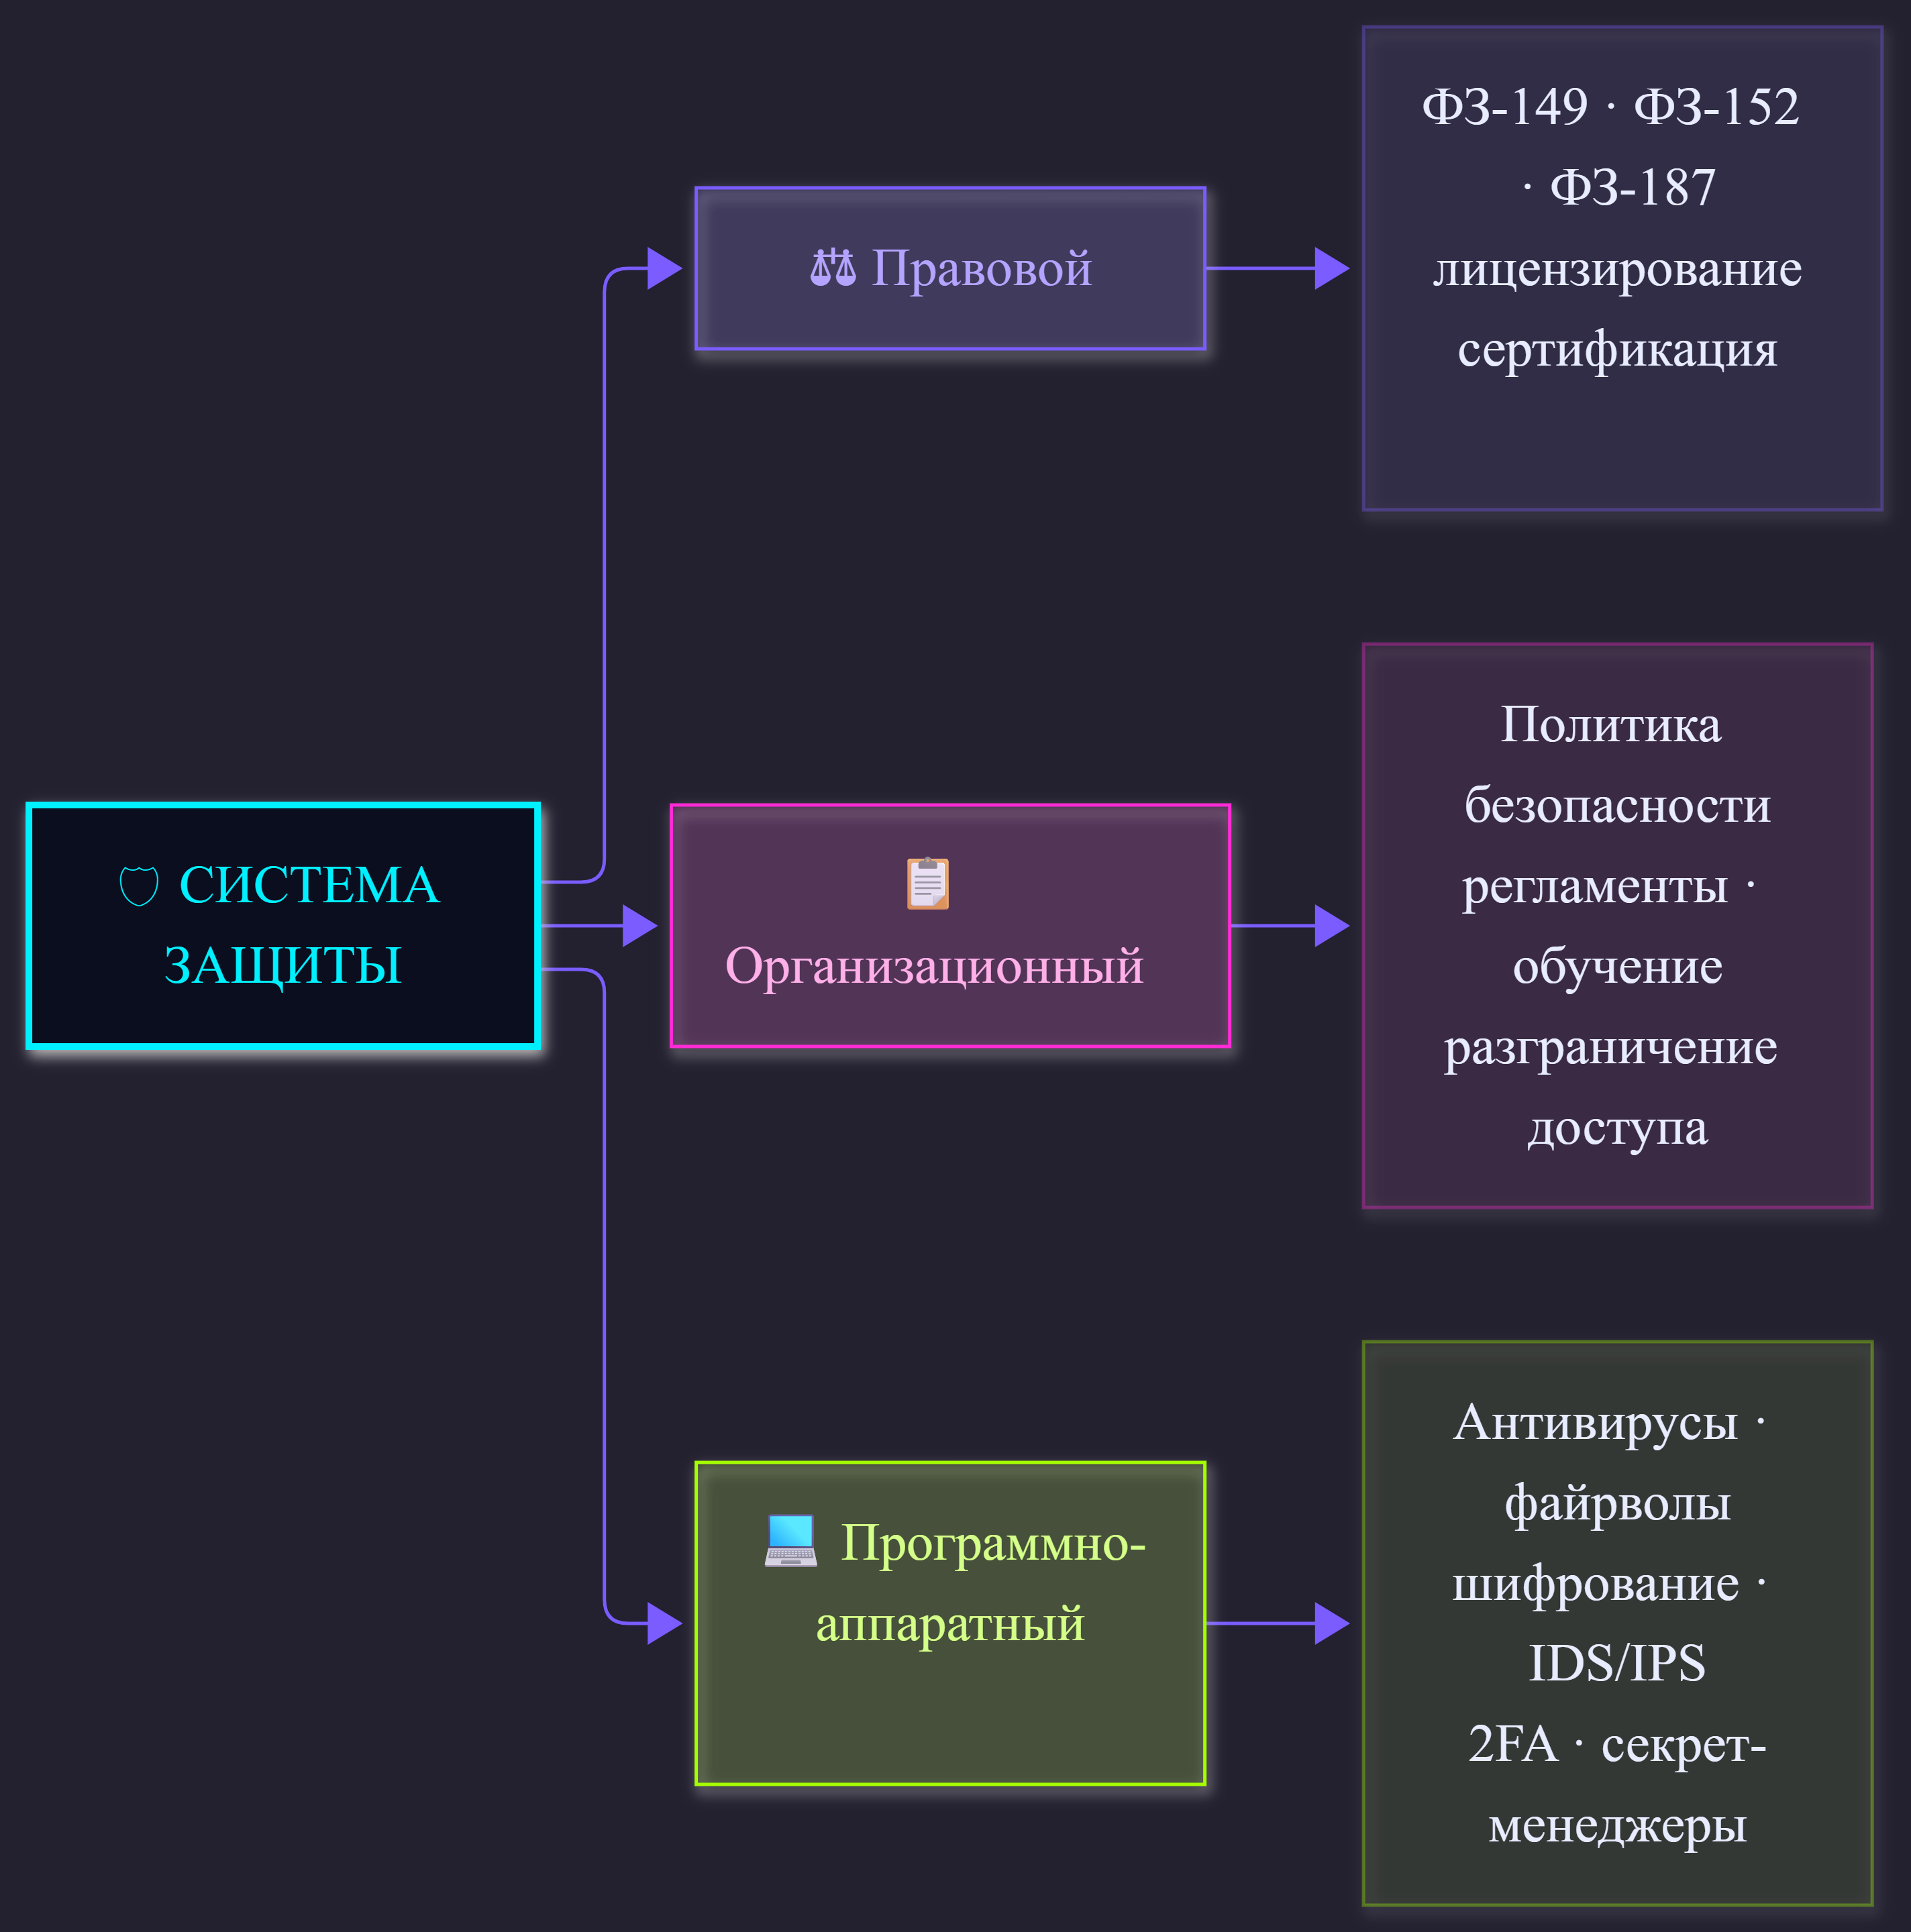 СИСТЕМА
ЗАЩИТЫ
Правовой
ФЗ-149 · ФЗ-152
· ФЗ-187
лицензирование
сертификация
Организационный
Политика
безопасности
регламенты ·
обучение
разграничение
доступа
Программно-
аппаратный
Антивирусы ·
файрволы
шифрование ·
IDS/IPS
2FA · секрет-
менеджеры